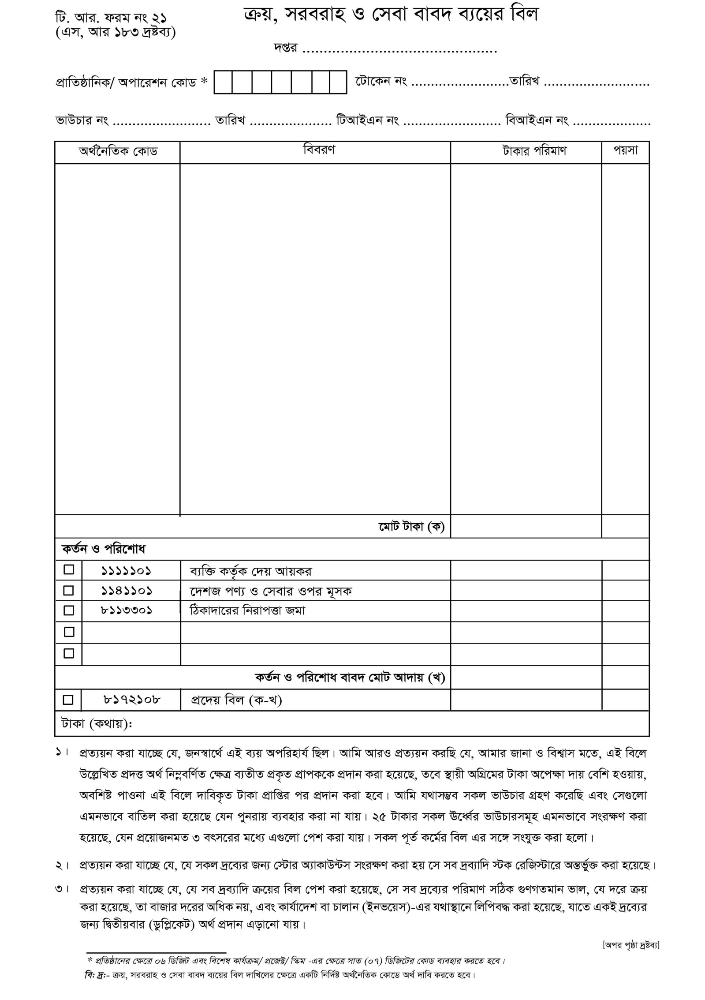 টি. আর. ফরম নং ২১
(এস, আর ১৮৩ দ্রষ্টব্য)
ক্রয়, সরবরাহ ও সেবা বাবদ ব্যয়ের বিল
দপ্তর ..............................................
প্রাতিষ্ঠানিক/ অপারেশন কোড * টোকেন নং ........................তারিখ ..........................
ভাউচার নং ........................ তারিখ .................... টিআইএন নং ........................ বিআইএন নং ...................
অর্থনৈতিক কোড বিবরণ টাকার পরিমাণ পয়সা
মোট টাকা (ক)
কর্তন ও পরিশোধ
১১১১১০১ ব্যক্তি কর্তৃক দেয় আয়কর
১১৪১১০১ দেশজ পণ্য ও সেবার ওপর মূসক
৮১১৩৩০১ ঠিকাদারের নিরাপত্তা জমা
কর্তন ও পরিশোধ বাবদ মোট আদায় (খ)
৮১৭২১০৮ প্রদেয় বিল (ক-খ)
টাকা (কথায়):
১। প্রত্যয়ন করা যাচ্ছে যে, জনস্বার্থে এই ব্যয় অপরিহার্য ছিল। আমি আরও প্রত্যয়ন করছি যে, আমার জানা ও বিশ্বাস মতে, এই বিলে
উল্লেখিত প্রদত্ত অর্থ নিম্নবর্ণিত ক্ষেত্র ব্যতীত প্রকৃত প্রাপককে প্রদান করা হয়েছে, তবে স্থায়ী অগ্রিমের টাকা অপেক্ষা দায় বেশি হওয়ায়,
অবশিষ্ট পাওনা এই বিলে দাবিকৃত টাকা প্রাপ্তির পর প্রদান করা হবে। আমি যথাসম্ভব সকল ভাউচার গ্রহণ করেছি এবং সেগুলো
এমনভাবে বাতিল করা হয়েছে যেন পুনরায় ব্যবহার করা না যায়। ২৫ টাকার সকল ঊর্ধ্বের ভাউচারসমূহ এমনভাবে সংরক্ষণ করা
হয়েছে, যেন প্রয়োজনমত ৩ বৎসরের মধ্যে এগুলো পেশ করা যায়। সকল পূর্ত কর্মের বিল এর সঙ্গে সংযুক্ত করা হলো।
২। প্রত্যয়ন করা যাচ্ছে যে, যে সকল দ্রব্যের জন্য স্টোর অ্যাকাউন্টস সংরক্ষণ করা হয় সে সব দ্রব্যাদি স্টক রেজিস্টারে অন্তর্ভুক্ত করা হয়েছে।
৩। প্রত্যয়ন করা যাচ্ছে যে, যে সব দ্রব্যাদি ক্রয়ের বিল পেশ করা হয়েছে, সে সব দ্রব্যের পরিমাণ সঠিক গুণগতমান ভাল, যে দরে ক্রয়
করা হয়েছে, তা বাজার দরের অধিক নয়, এবং কার্যাদেশ বা চালান (ইনভয়েস)-এর যথাস্থানে লিপিবদ্ধ করা হয়েছে, যাতে একই দ্রব্যের
জন্য দ্বিতীয়বার (ডুপ্লিকেট) অর্থ প্রদান এড়ানো যায়।
[অপর পৃষ্ঠা দ্রষ্টব্য]
* প্রতিষ্ঠানের ক্ষেত্রে ০৬ ডিজিট এবং বিশেষ কার্যক্রম/ প্রজেক্ট/ স্কিম -এর ক্ষেত্রে সাত (০৭) ডিজিটের কোড ব্যবহার করতে হবে।
বি: দ্র:- ক্রয়, সরবরাহ ও সেবা বাবদ ব্যয়ের বিল দাখিলের ক্ষেত্রে একটি নির্দিষ্ট অর্থনৈতিক কোডে অর্থ দাবি করতে হবে।